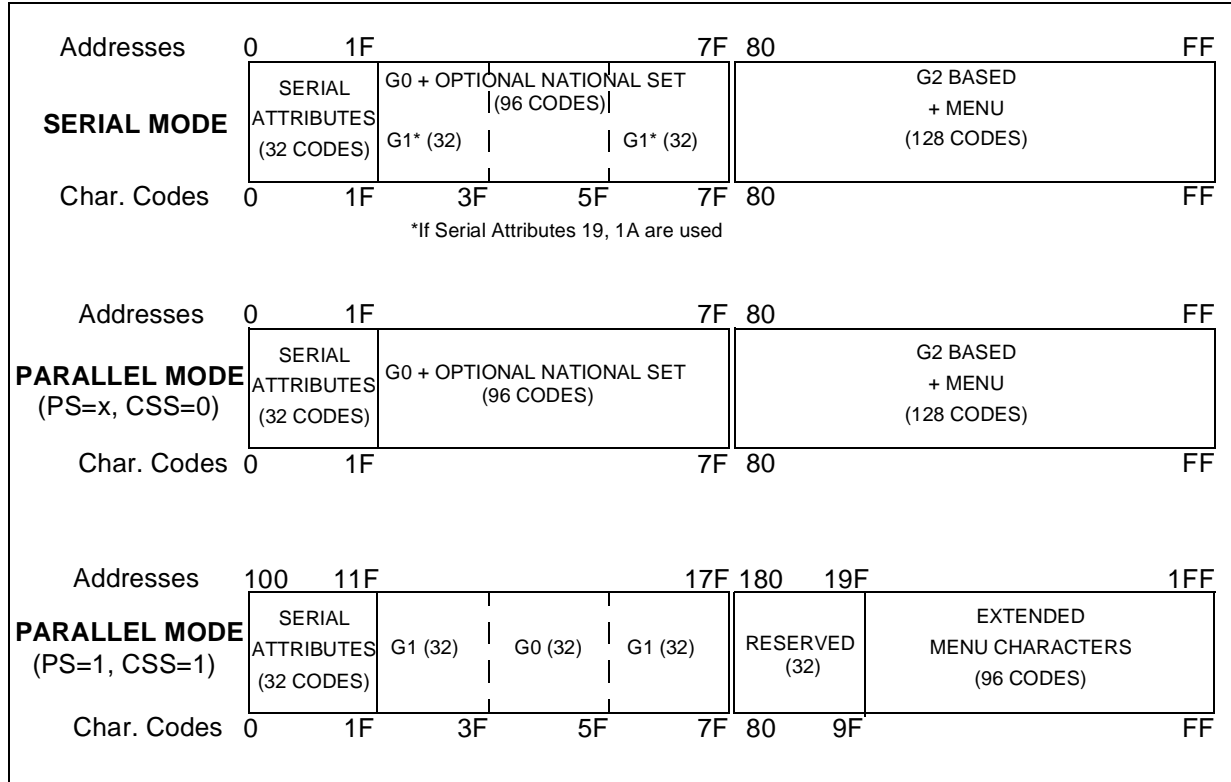 Addresses 0 1F 7F 80 FF
SERIAL MODE
SERIAL
ATTRIBUTES
(32 CODES)
G0 + OPTIONAL NATIONAL SET
(96 CODES)
G1* (32)
G1* (32)
G2 BASED
+ MENU
(128 CODES)
Char. Codes 0 1F 3F 5F 7F 80 FF
*If Serial Attributes 19, 1A are used
Addresses 0 1F 7F 80 FF
PARALLEL MODE
(PS=x, CSS=0)
SERIAL
ATTRIBUTES
(32 CODES)
G0 + OPTIONAL NATIONAL SET
(96 CODES)
G2 BASED
+ MENU
(128 CODES)
Char. Codes 0 1F 7F 80 FF
Addresses 100 11F 17F 180 19F 1FF
PARALLEL MODE
(PS=1, CSS=1)
SERIAL
ATTRIBUTES
(32 CODES)
G1 (32)
G0 (32)
G1 (32)
RESERVED
(32)
EXTENDED
MENU CHARACTERS
(96 CODES)
Char. Codes 0 1F 3F 5F 7F 80 9F FF